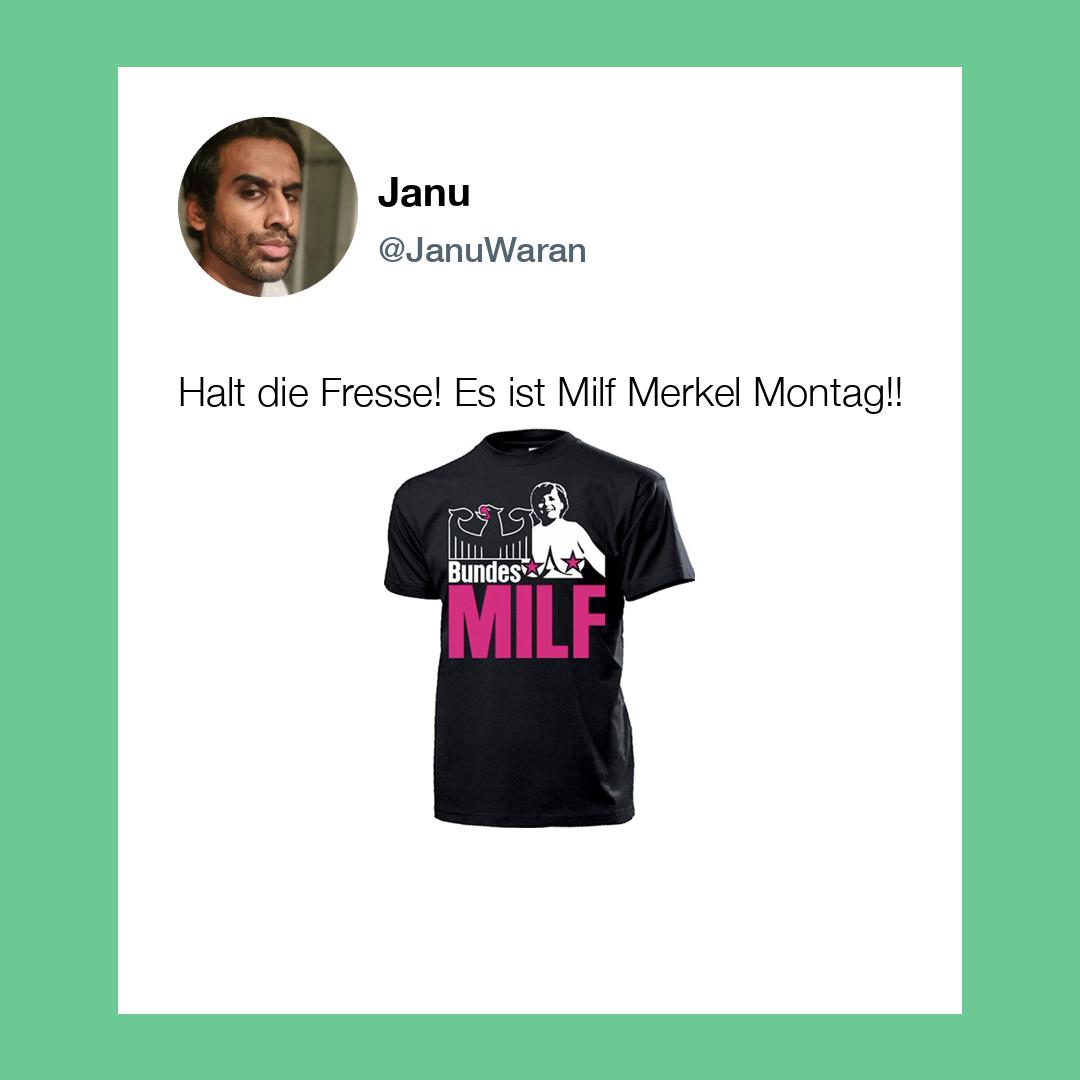 Janu
@JanuWaran
Halt die Fresse! Es ist Milf Merkel Montag!!
Bundes
MILF